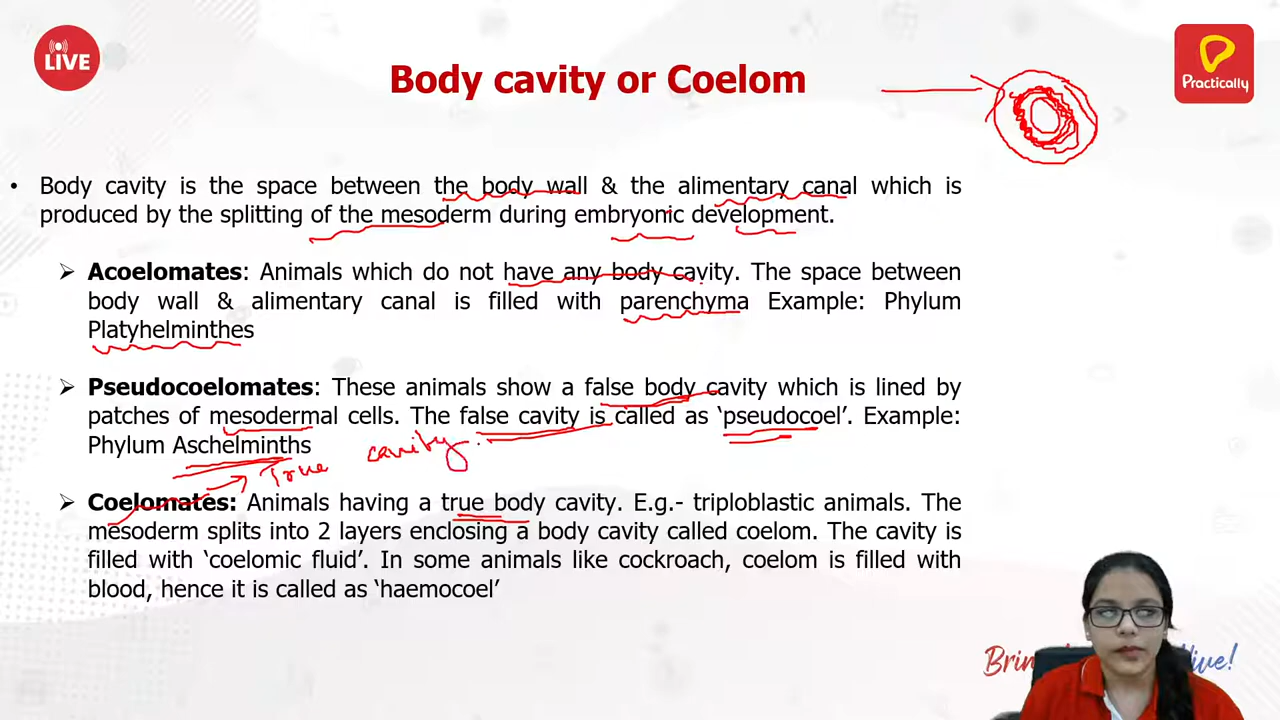 LIVE
Practically
Body cavity or Coelom
• Body cavity is the space between the body wall & the alimentary canal which is
produced by the splitting of the mesoderm during embryonic development.
➢ Acoelomates: Animals which do not have any body cavity. The space between
body wall & alimentary canal is filled with parenchyma Example: Phylum
Platyhelminthes
➢ Pseudocoelomates: These animals show a false body cavity which is lined by
patches of mesodermal cells. The false cavity is called as ‘pseudocoel’. Example:
Phylum Aschelminths
True cavity.
➢ Coelomates: Animals having a true body cavity. E.g.- triploblastic animals. The
mesoderm splits into 2 layers enclosing a body cavity called coelom. The cavity is
filled with ‘coelomic fluid’. In some animals like cockroach, coelom is filled with
blood, hence it is called as ‘haemocoel’